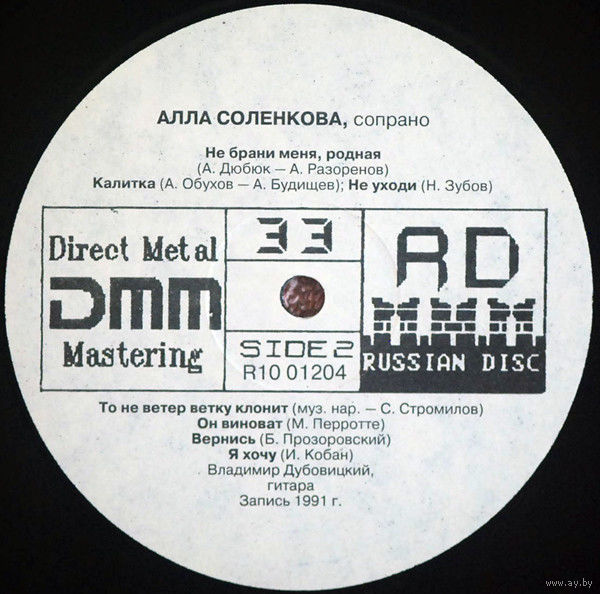 АЛЛА СОЛЕНКОВА, сопрано
Не брани меня, родная
(А. Дюбюк — А. Разоренов)
Калитка (А. Обухов — А. Будищев); Не уходи (Н. Зубов)
Direct Metal
DMM
Mastering
33
SIDE 2
R10 01204
RD
RUSSIAN DISC
То не ветер ветку клонит (муз. нар. — С. Стромилов)
Он виноват (М. Перротте)
Вернись (Б. Прозоровский)
Я хочу (И. Кобан)
Владимир Дубовицкий,
гитара
Запись 1991 г.
www.ay.by